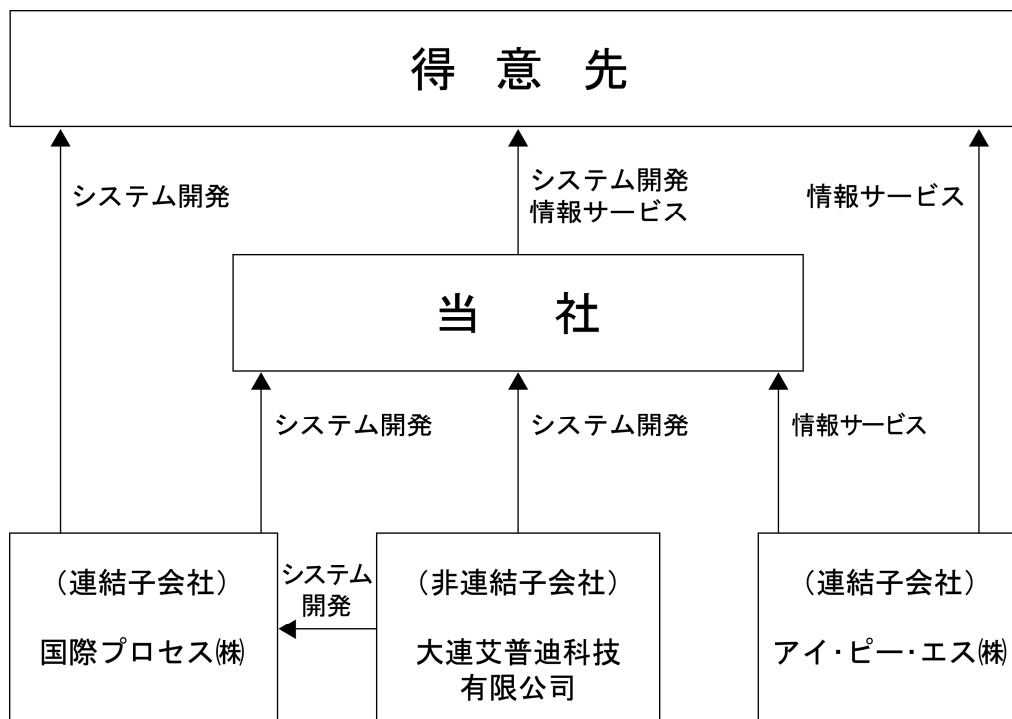 得意先
システム開発
システム開発
情報サービス
情報サービス
当社
システム開発
システム開発
情報サービス
（連結子会社）
国際プロセス㈱
システム
開発
（非連結子会社）
大連艾普迪科技
有限公司
（連結子会社）
アイ・ピー・エス㈱